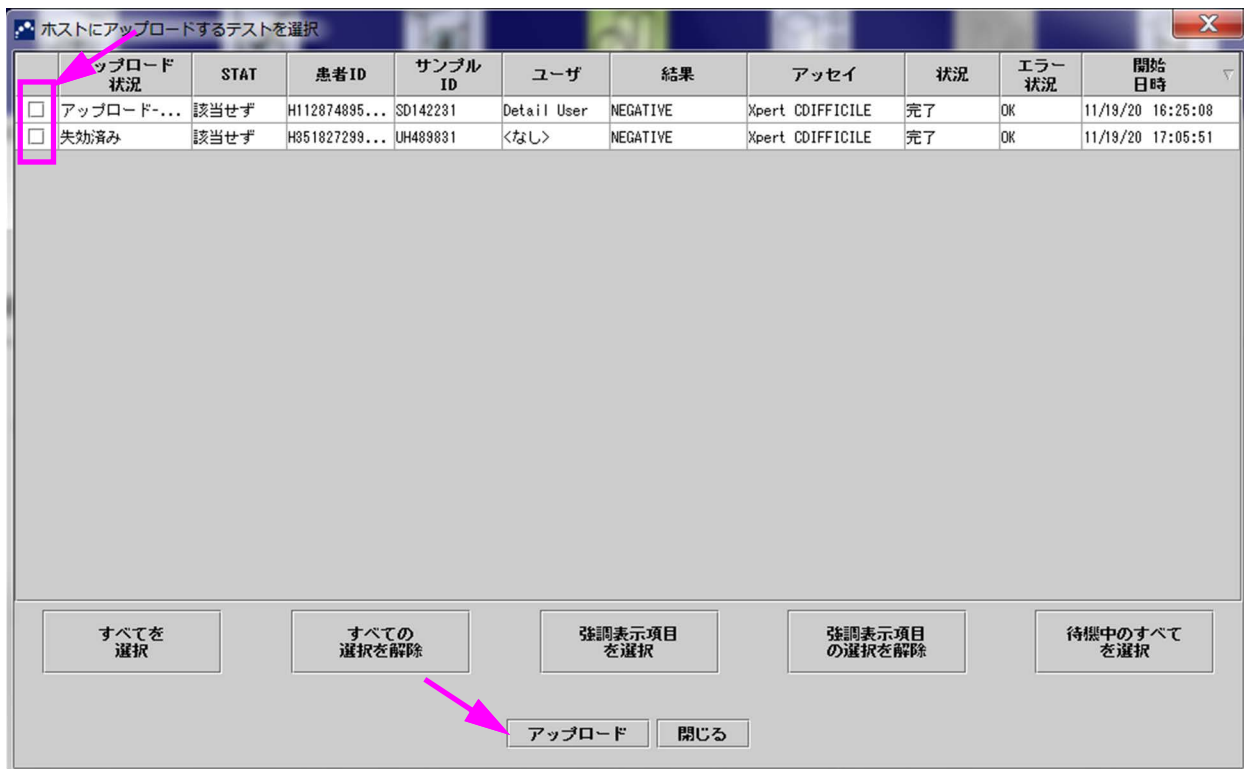 ホストにアップロードするテストを選択
X
ップロード
状況
STAT
患者ID
サンプル
ID
ユーザ
結果
アッセイ
状況
エラー
状況
開始
日時
アップロード-... 該当せず H112874895... SD142231 Detail User NEGATIVE Xpert CDIFFICILE 完了 OK 11/19/20 16:25:08
失効済み 該当せず H351827299... UH489831 <なし> NEGATIVE Xpert CDIFFICILE 完了 OK 11/19/20 17:05:51
すべてを
選択
すべての
選択を解除
強調表示項目
を選択
強調表示項目
の選択を解除
待機中のすべて
を選択
アップロード
閉じる